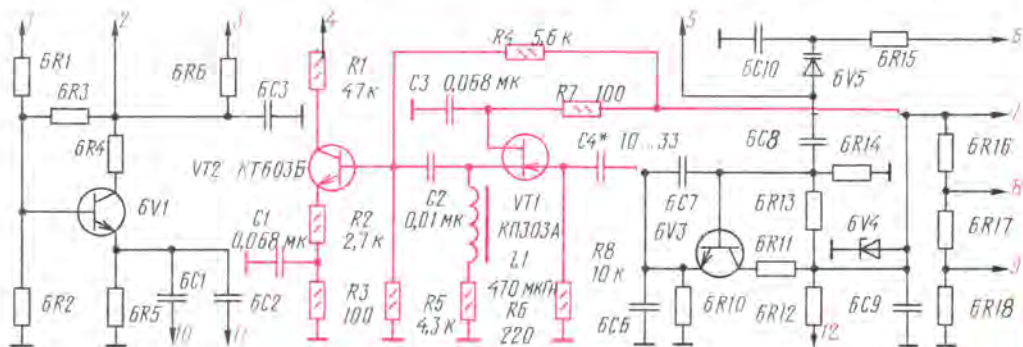 1
2
3
4
5
6
6R1
6R3
6R6
6C3
6R4
6V1
6R2
6R5
6C1
6C2
10
11
R1
47к
VT2 КТ603Б
C1
0,068 мк
R2
2,7к
R3
100
R4 5,6 к
C3 0,068 мк
R7 100
C2
0,01 мк
VT1
КП303А
L1
470 мкГн
R5
4,3 к
R6
220
C4* 10...33
R8
10 к
6C10
6V5
6R15
6C8
6R14
6C7
6V3
6R13
6V4
6R11
6C6
6R10
6R12
12
6C9
7
6R16
8
6R17
9
6R18